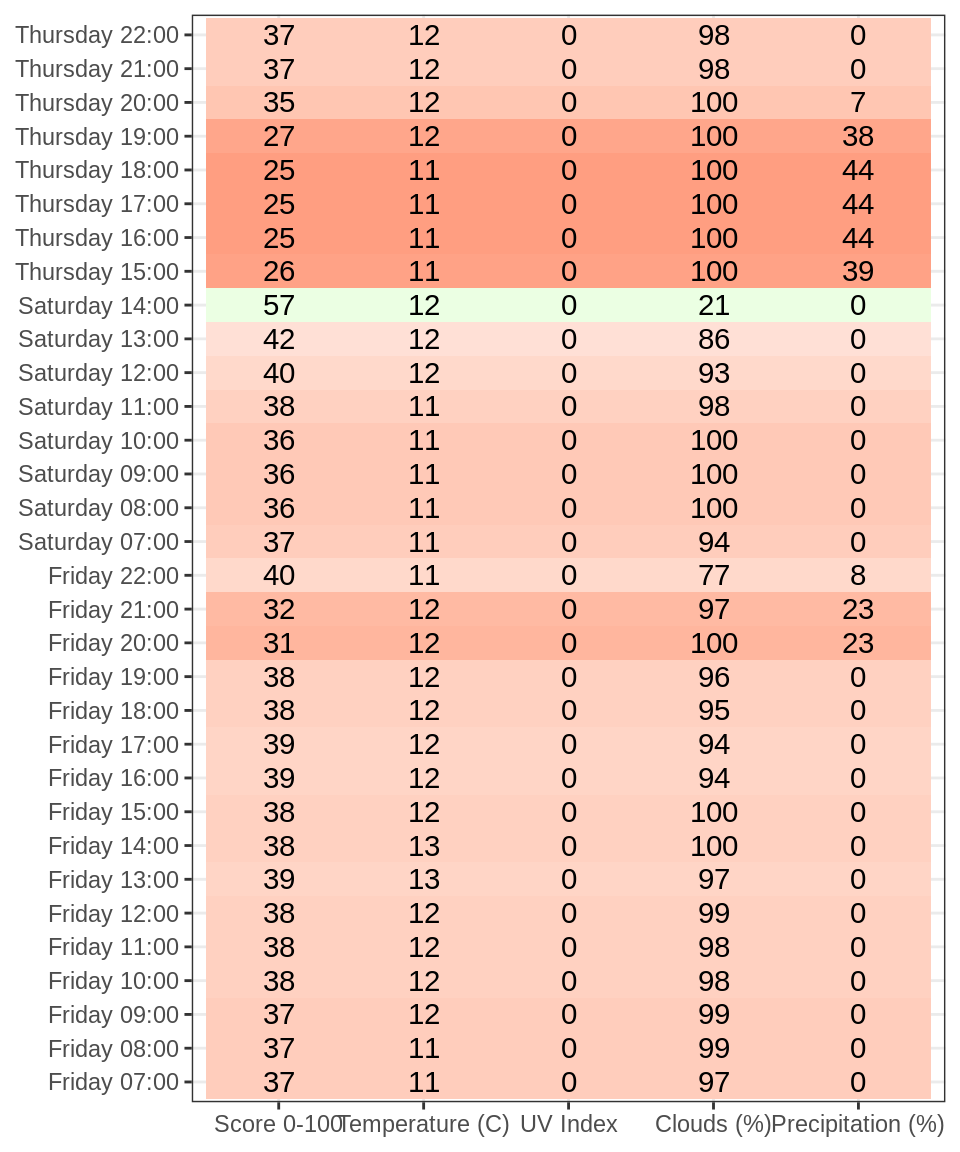 Thursday 22:00 37 12 0 98 0
Thursday 21:00 37 12 0 98 0
Thursday 20:00 35 12 0 100 7
Thursday 19:00 27 12 0 100 38
Thursday 18:00 25 11 0 100 44
Thursday 17:00 25 11 0 100 44
Thursday 16:00 25 11 0 100 44
Thursday 15:00 26 11 0 100 39
Saturday 14:00 57 12 0 21 0
Saturday 13:00 42 12 0 86 0
Saturday 12:00 40 12 0 93 0
Saturday 11:00 38 11 0 98 0
Saturday 10:00 36 11 0 100 0
Saturday 09:00 36 11 0 100 0
Saturday 08:00 36 11 0 100 0
Saturday 07:00 37 11 0 94 0
Friday 22:00 40 11 0 77 8
Friday 21:00 32 12 0 97 23
Friday 20:00 31 12 0 100 23
Friday 19:00 38 12 0 96 0
Friday 18:00 38 12 0 95 0
Friday 17:00 39 12 0 94 0
Friday 16:00 39 12 0 94 0
Friday 15:00 38 12 0 100 0
Friday 14:00 38 13 0 100 0
Friday 13:00 39 13 0 97 0
Friday 12:00 38 12 0 99 0
Friday 11:00 38 12 0 98 0
Friday 10:00 38 12 0 98 0
Friday 09:00 37 12 0 99 0
Friday 08:00 37 11 0 99 0
Friday 07:00 37 11 0 97 0
Score 0-100 Temperature (C) UV Index Clouds (%) Precipitation (%)